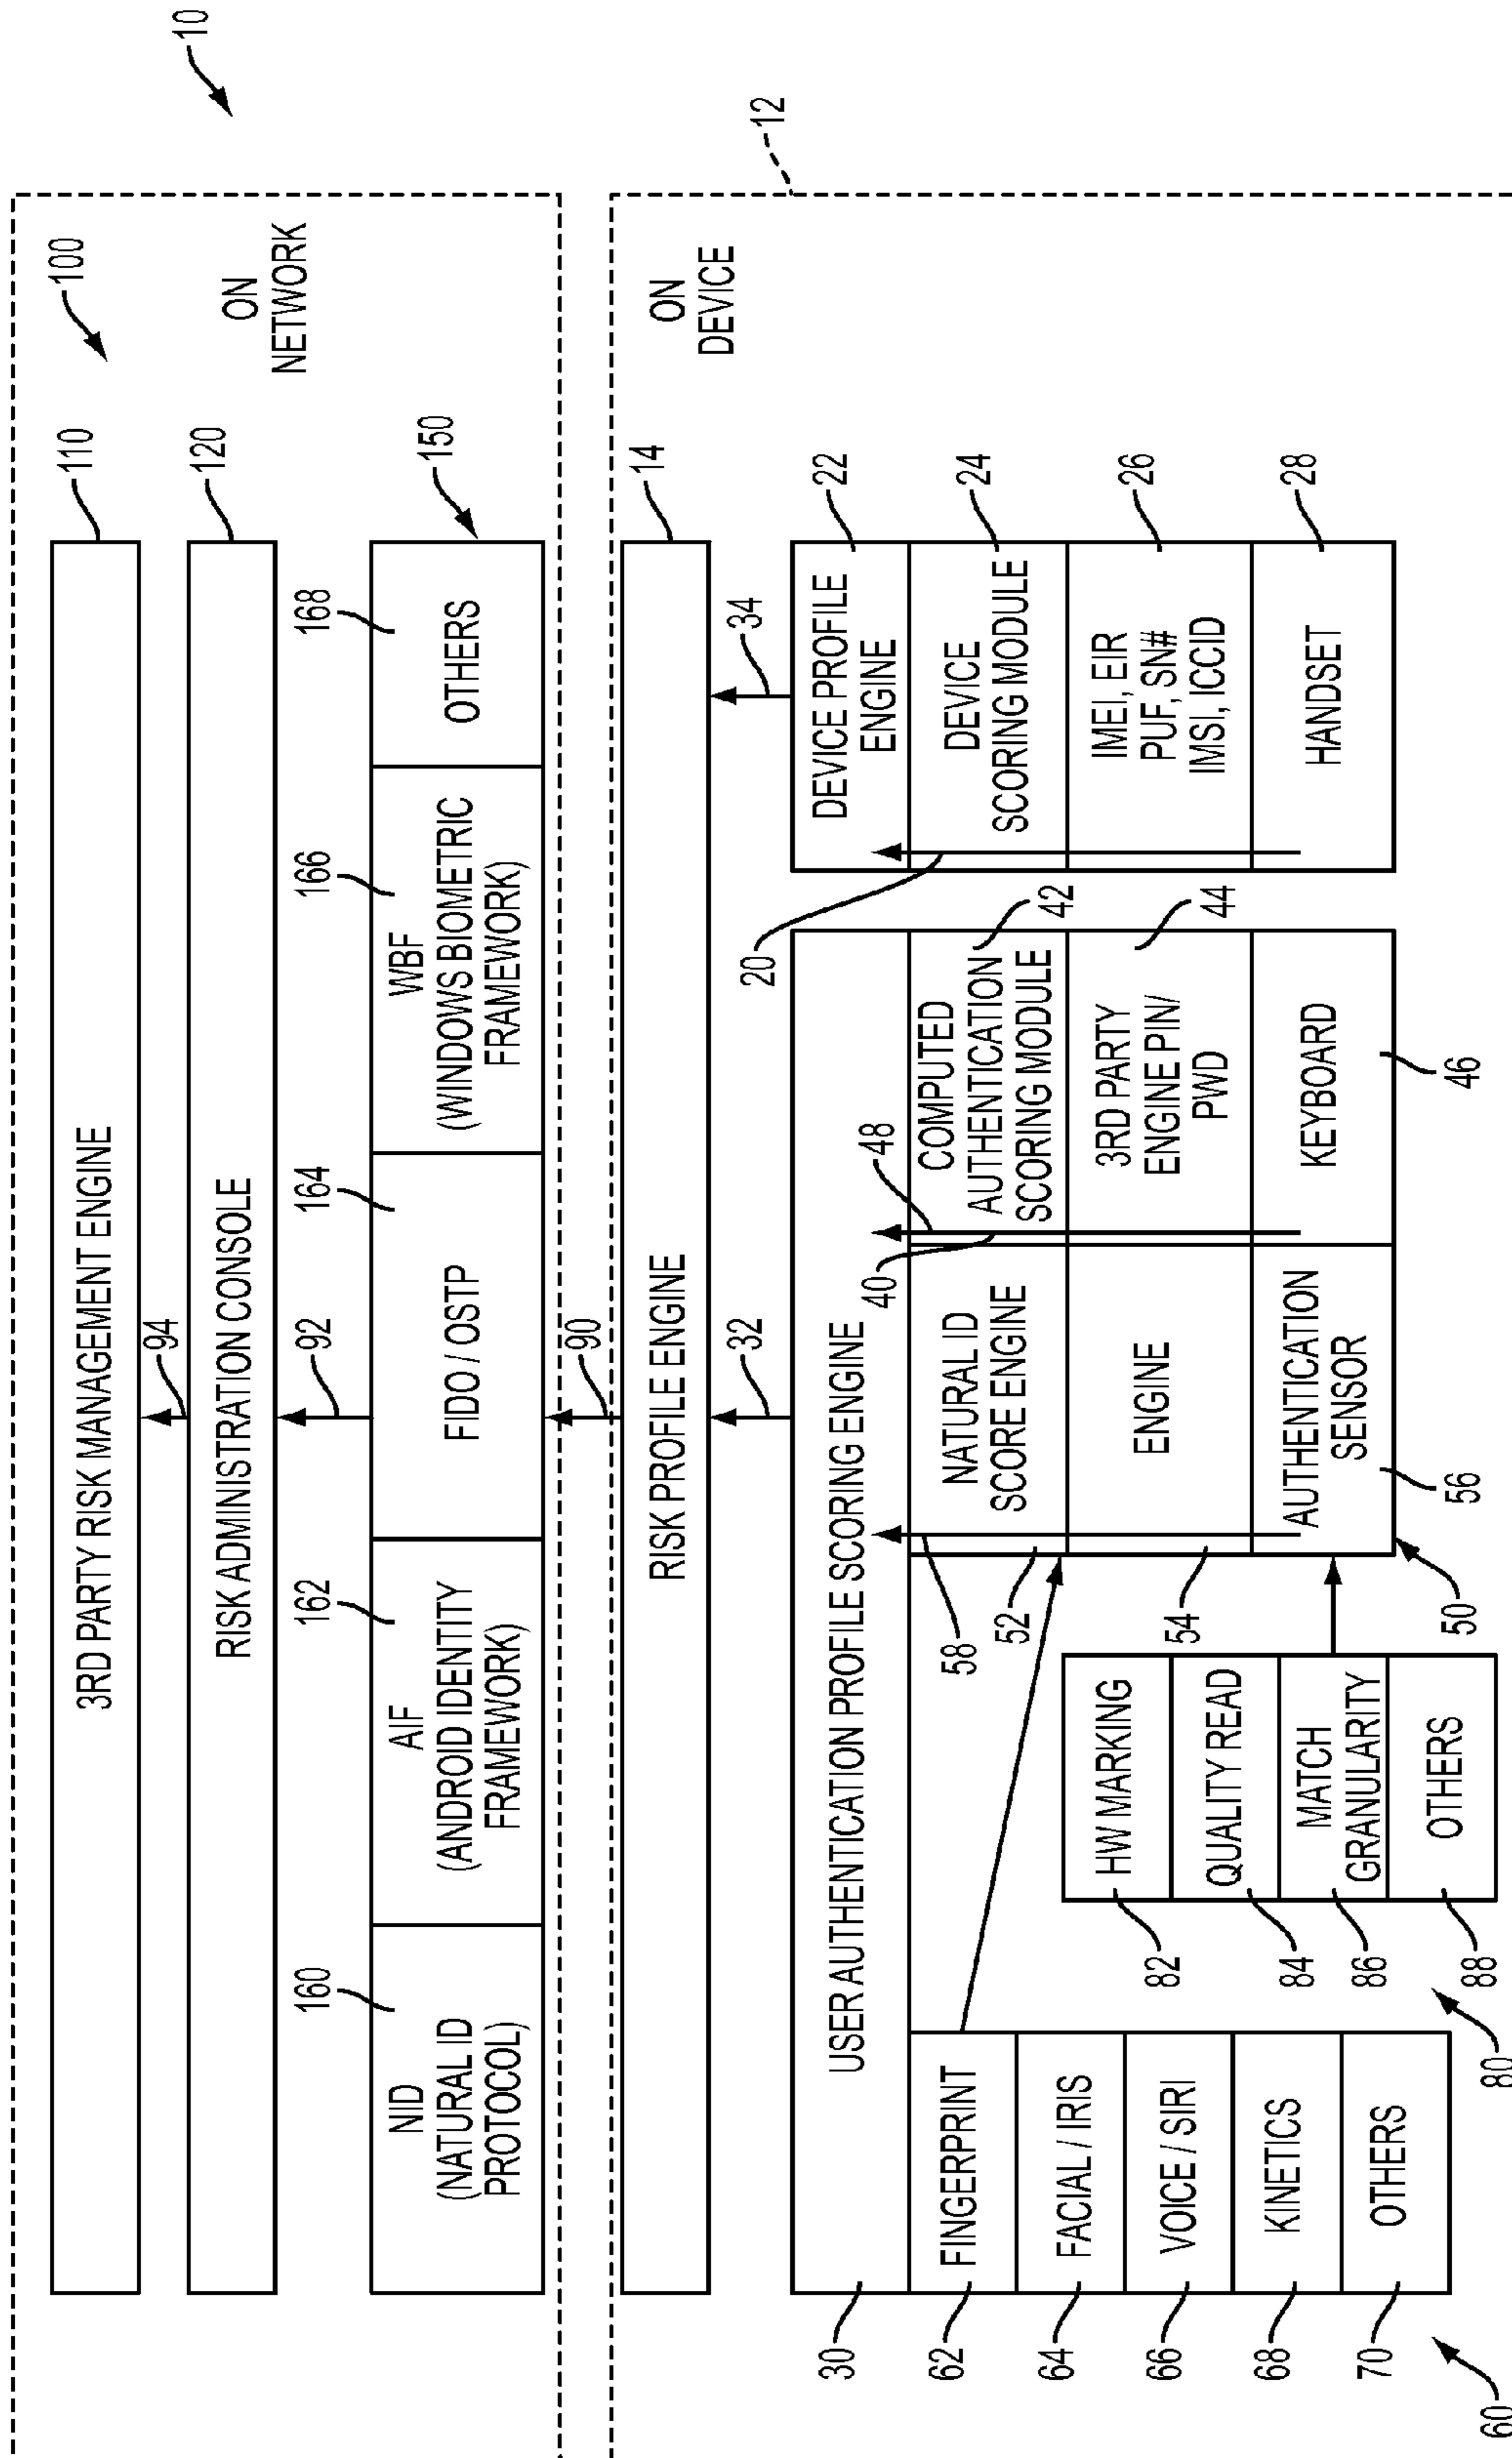 10
100
ON
NETWORK
110
3RD PARTY RISK MANAGEMENT ENGINE
94
120
RISK ADMINISTRATION CONSOLE
92
150
160
NID
(NATURAL ID
PROTOCOL)
162
AIF
(ANDROID IDENTITY
FRAMEWORK)
164
FIDO / OSTP
166
WBF
(WINDOWS BIOMETRIC
FRAMEWORK)
168
OTHERS
90
12
ON
DEVICE
14
RISK PROFILE ENGINE
32
34
30
USER AUTHENTICATION PROFILE SCORING ENGINE
62
FINGERPRINT
64
FACIAL / IRIS
66
VOICE / SIRI
68
KINETICS
70
OTHERS
60
82
HW MARKING
84
QUALITY READ
86
MATCH
GRANULARITY
88
OTHERS
80
58
52
54
50
NATURAL ID
SCORE ENGINE
ENGINE
AUTHENTICATION
SENSOR
56
40
48
COMPUTED
AUTHENTICATION
SCORING MODULE
42
3RD PARTY
ENGINE PIN/
PWD
44
KEYBOARD
46
20
DEVICE PROFILE
ENGINE
22
DEVICE
SCORING MODULE
24
IMEI, EIR
PUF, SN#
IMSI, ICCID
26
HANDSET
28